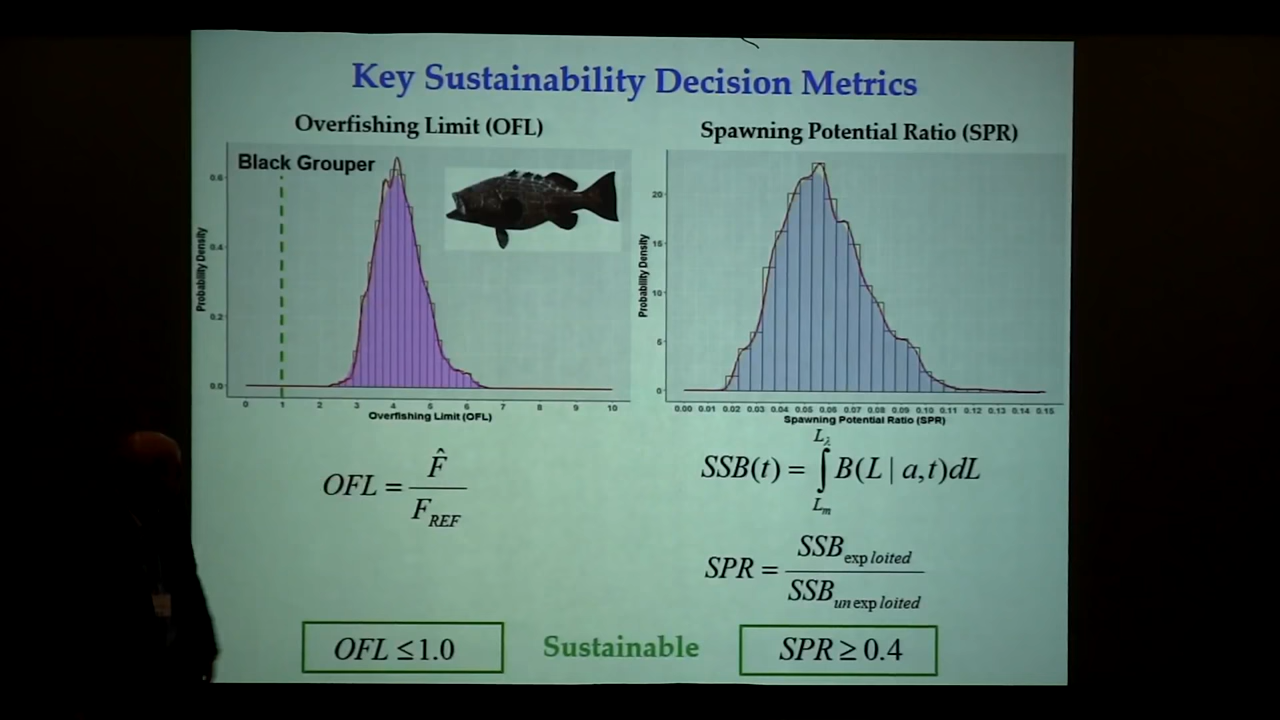 Key Sustainability Decision Metrics
Overfishing Limit (OFL)
Black Grouper
Probability Density
0.6
0.4
0.2
0.0
0 1 2 3 4 5 6 7 8 9 10
Overfishing Limit (OFL)
OFL = F̂ / F_REF
OFL ≤ 1.0
Spawning Potential Ratio (SPR)
Probability Density
20
15
10
5
0
0.00 0.01 0.02 0.03 0.04 0.05 0.06 0.07 0.08 0.09 0.10 0.11 0.12 0.13 0.14 0.15
Spawning Potential Ratio (SPR)
SSB(t) = ∫_{L_m}^{L_λ} B(L | a,t)dL
SPR = SSB_exploited / SSB_unexploited
Sustainable
SPR ≥ 0.4